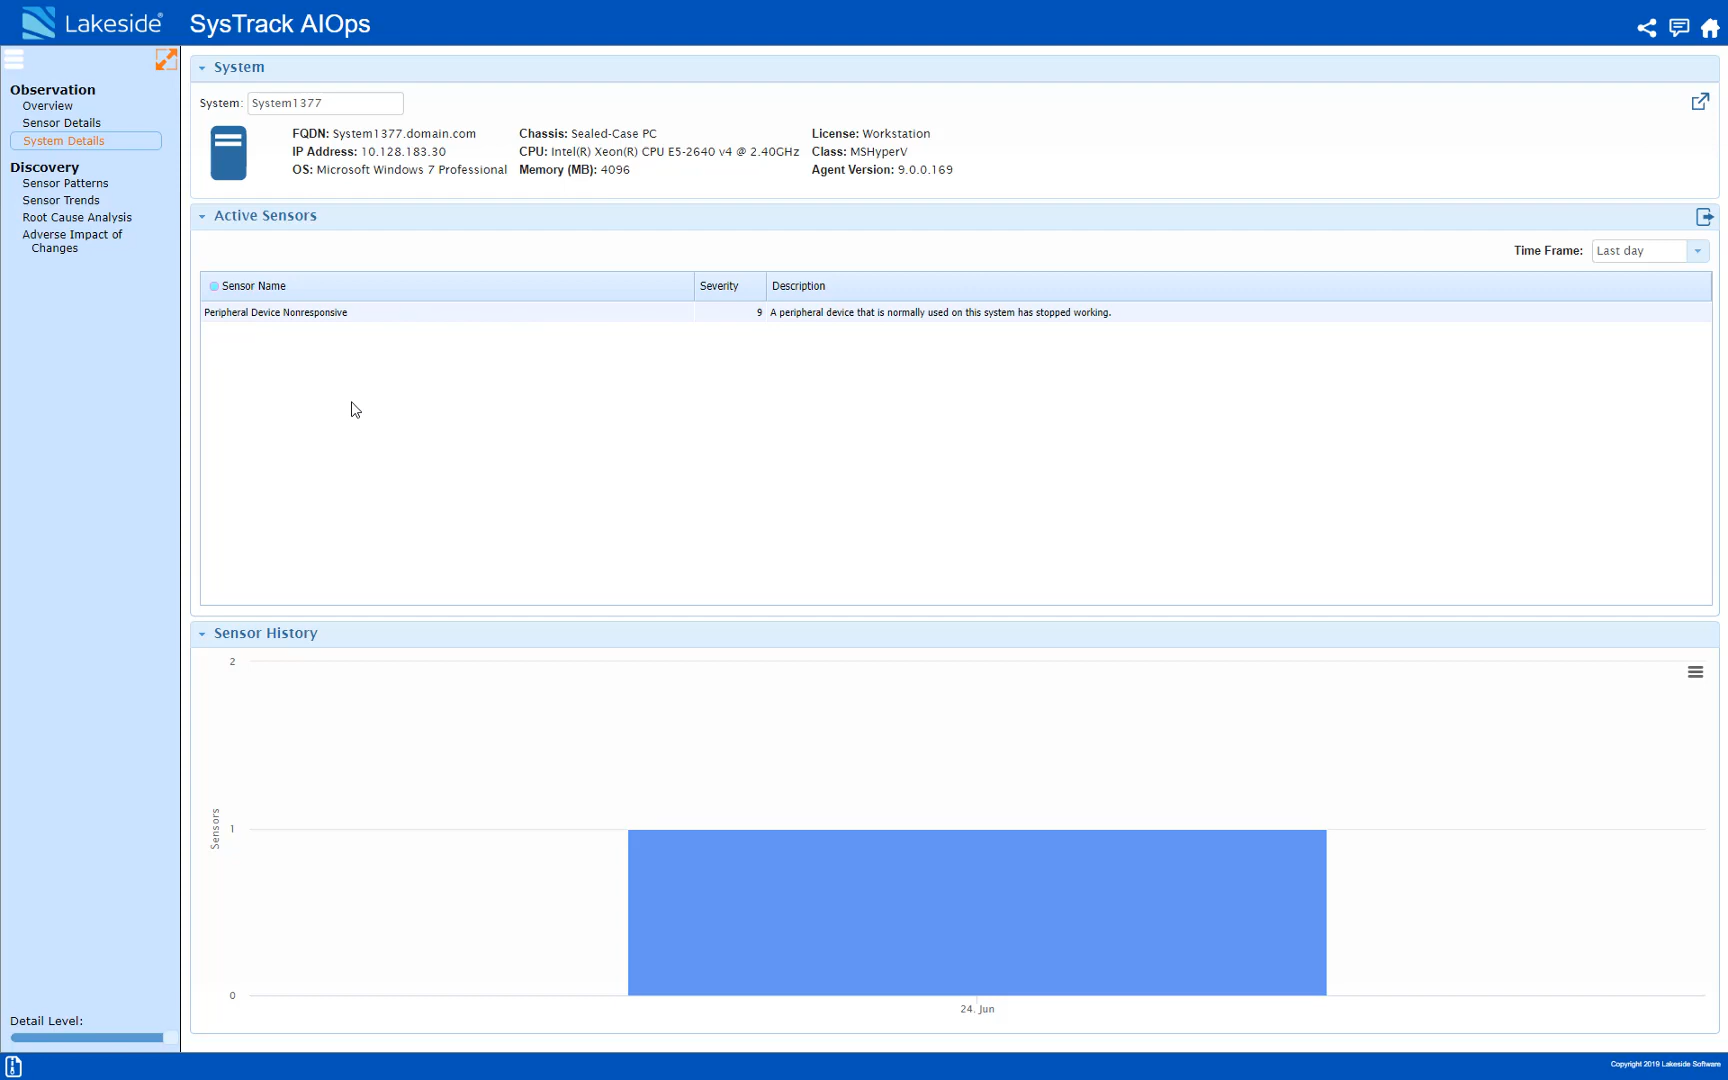 Lakeside® SysTrack AIOps
Observation
Overview
Sensor Details
System Details
Discovery
Sensor Patterns
Sensor Trends
Root Cause Analysis
Adverse Impact of
Changes
Detail Level:
System
System: System1377
FQDN: System1377.domain.com Chassis: Sealed-Case PC License: Workstation
IP Address: 10.128.183.30 CPU: Intel(R) Xeon(R) CPU E5-2640 v4 @ 2.40GHz Class: MSHyperV
OS: Microsoft Windows 7 Professional Memory (MB): 4096 Agent Version: 9.0.0.169
Active Sensors
Time Frame: Last day
Sensor Name Severity Description
Peripheral Device Nonresponsive 9 A peripheral device that is normally used on this system has stopped working.
Sensor History
2
Sensors
1
0
24. Jun
Copyright 2019 Lakeside Software